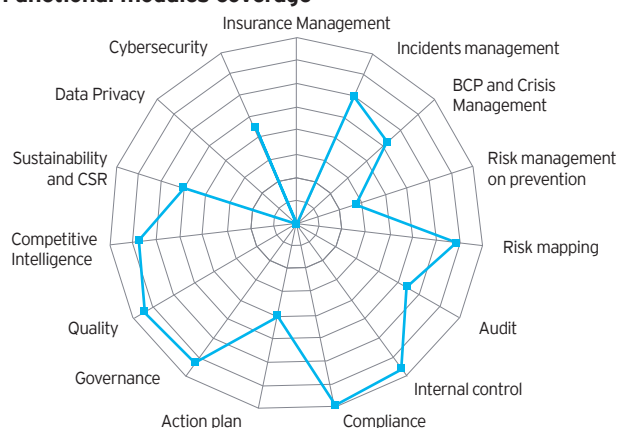 Functional modules coverage
Insurance Management
Cybersecurity
Incidents management
Data Privacy
BCP and Crisis
Management
Sustainability
and CSR
Risk management
on prevention
Competitive
Intelligence
Risk mapping
Quality
Audit
Governance
Internal control
Action plan
Compliance